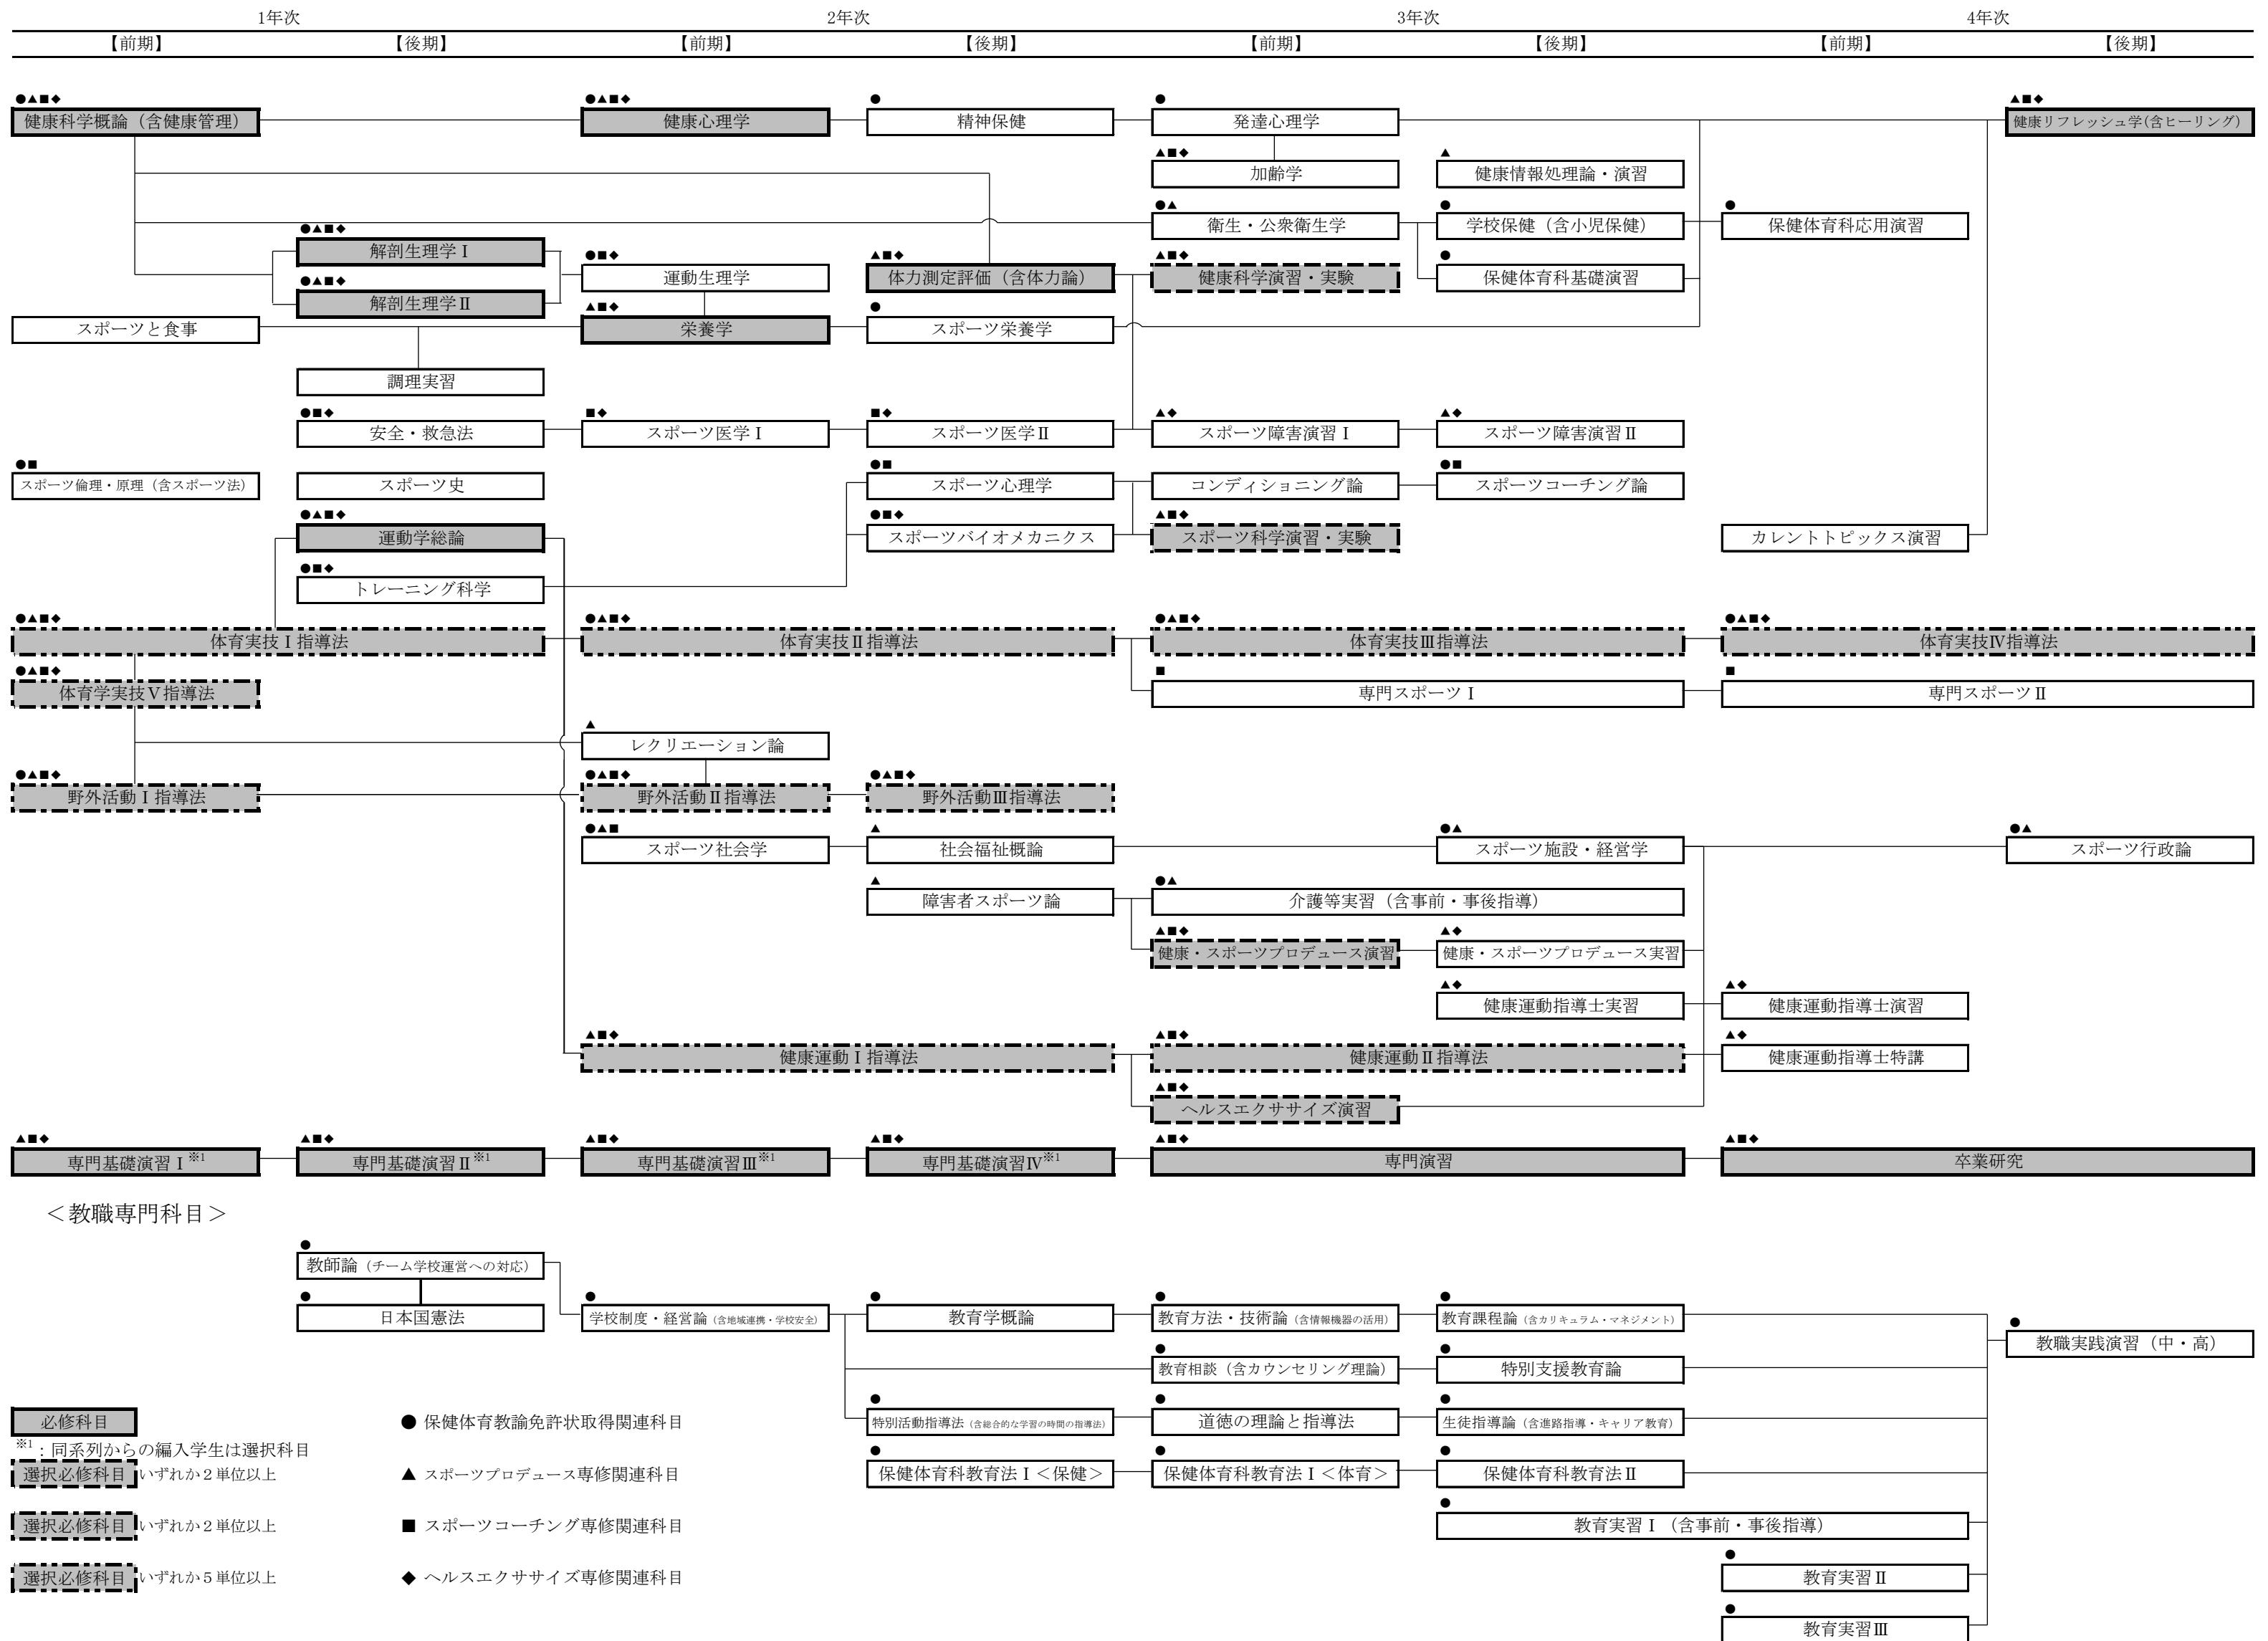 1年次 2年次 3年次 4年次
【前期】 【後期】 【前期】 【後期】 【前期】 【後期】 【前期】 【後期】
●▲■◆ ●▲■◆ ● ● ▲■◆
健康科学概論（含健康管理） 健康心理学 精神保健 発達心理学 健康リフレッシュ学(含ヒーリング)
▲■◆ ▲
加齢学 健康情報処理論・演習
●▲ ● ●
衛生・公衆衛生学 学校保健（含小児保健） 保健体育科応用演習
●▲■◆
解剖生理学Ⅰ
●■◆ ▲■◆ ▲■◆ ●
運動生理学 体力測定評価（含体力論） 健康科学演習・実験 保健体育科基礎演習
●▲■◆
解剖生理学Ⅱ
▲■◆ ●
スポーツと食事 栄養学 スポーツ栄養学
調理実習
●■◆ ■◆ ■◆ ▲◆ ▲◆
安全・救急法 スポーツ医学Ⅰ スポーツ医学Ⅱ スポーツ障害演習Ⅰ スポーツ障害演習Ⅱ
●■ ●■ ●■
スポーツ倫理・原理（含スポーツ法） スポーツ史 スポーツ心理学 コンディショニング論 スポーツコーチング論
●▲■◆ ●■◆ ▲■◆
運動学総論 スポーツバイオメカニクス スポーツ科学演習・実験 カレントトピックス演習
●■◆
トレーニング科学
●▲■◆ ●▲■◆ ●▲■◆ ●▲■◆
体育実技Ⅰ指導法 体育実技Ⅱ指導法 体育実技Ⅲ指導法 体育実技Ⅳ指導法
●▲■◆ ■ ■
体育学実技Ⅴ指導法 専門スポーツⅠ 専門スポーツⅡ
▲
レクリエーション論
●▲■◆ ●▲■◆ ●▲■◆
野外活動Ⅰ指導法 野外活動Ⅱ指導法 野外活動Ⅲ指導法
●▲■ ▲ ●▲ ●▲
スポーツ社会学 社会福祉概論 スポーツ施設・経営学 スポーツ行政論
▲ ●▲
障害者スポーツ論 介護等実習（含事前・事後指導）
▲■◆ ▲◆
健康・スポーツプロデュース演習 健康・スポーツプロデュース実習
▲◆ ▲◆
健康運動指導士実習 健康運動指導士演習
▲■◆ ▲■◆ ▲◆
健康運動Ⅰ指導法 健康運動Ⅱ指導法 健康運動指導士特講
▲■◆
ヘルスエクササイズ演習
▲■◆ ▲■◆ ▲■◆ ▲■◆ ▲■◆ ▲■◆
専門基礎演習Ⅰ※1 専門基礎演習Ⅱ※1 専門基礎演習Ⅲ※1 専門基礎演習Ⅳ※1 専門演習 卒業研究
＜教職専門科目＞
●
教師論（チーム学校運営への対応）
● ● ● ● ●
日本国憲法 学校制度・経営論（含地域連携・学校安全） 教育学概論 教育方法・技術論（含情報機器の活用） 教育課程論（含カリキュラム・マネジメント）
●
教職実践演習（中・高）
● ●
教育相談（含カウンセリング理論） 特別支援教育論
● ● ●
特別活動指導法（含総合的な学習の時間の指導法） 道徳の理論と指導法 生徒指導論（含進路指導・キャリア教育）
● ● ●
保健体育科教育法Ⅰ＜保健＞ 保健体育科教育法Ⅰ＜体育＞ 保健体育科教育法Ⅱ
●
教育実習Ⅰ（含事前・事後指導）
●
教育実習Ⅱ
●
教育実習Ⅲ
必修科目
※1：同系列からの編入学生は選択科目
選択必修科目 いずれか２単位以上
選択必修科目 いずれか２単位以上
選択必修科目 いずれか５単位以上
● 保健体育教諭免許状取得関連科目
▲ スポーツプロデュース専修関連科目
■ スポーツコーチング専修関連科目
◆ ヘルスエクササイズ専修関連科目